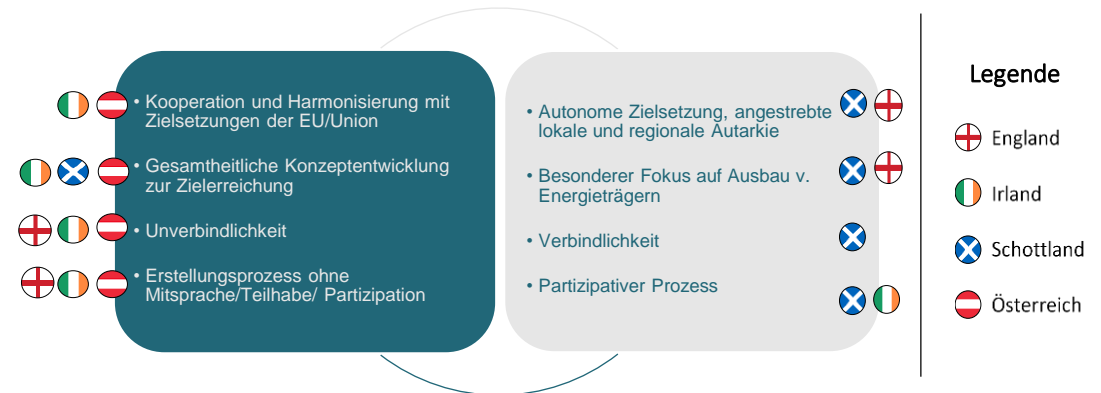 • Kooperation und Harmonisierung mit
Zielsetzungen der EU/Union
• Gesamtheitliche Konzeptentwicklung
zur Zielerreichung
• Unverbindlichkeit
• Erstellungsprozess ohne
Mitsprache/Teilhabe/ Partizipation
• Autonome Zielsetzung, angestrebte
lokale und regionale Autarkie
• Besonderer Fokus auf Ausbau v.
Energieträgern
• Verbindlichkeit
• Partizipativer Prozess
Legende
England
Irland
Schottland
Österreich